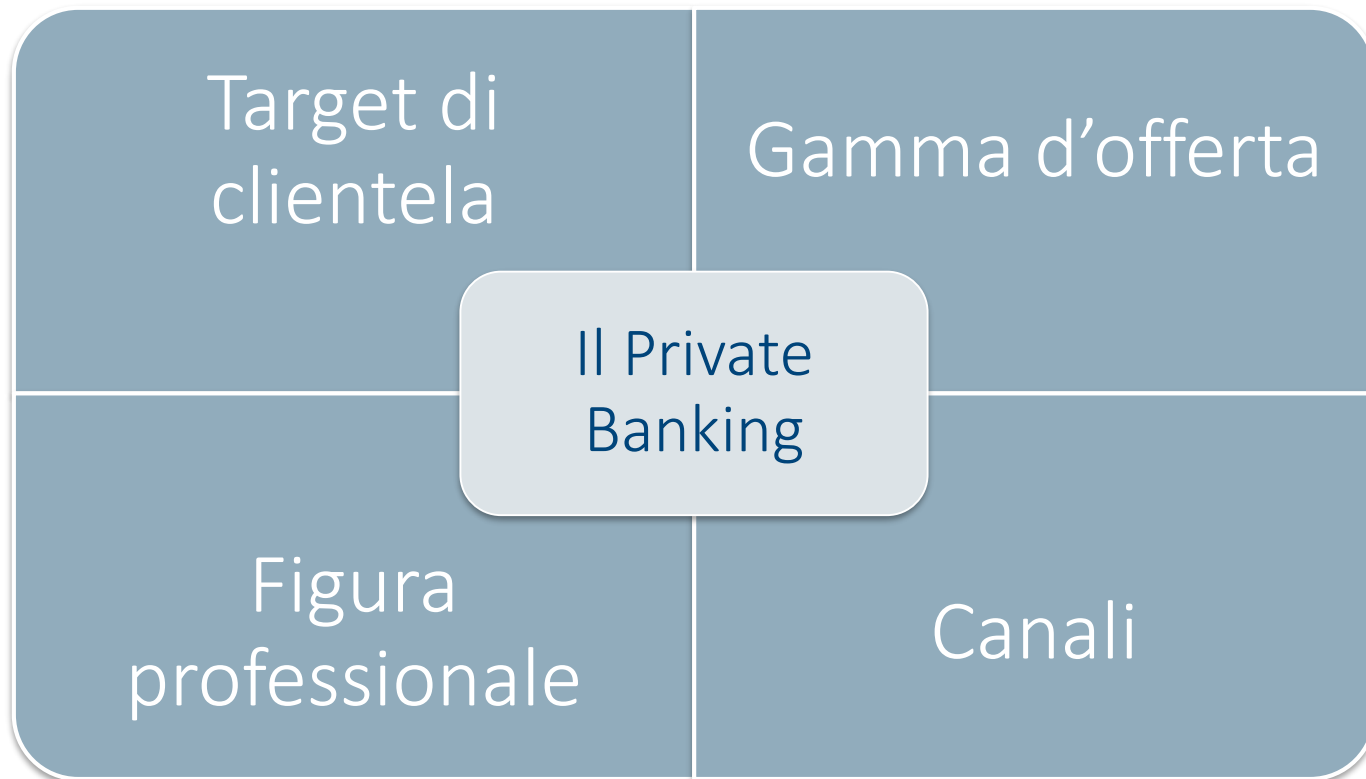 Target di
clientela
Gamma d’offerta
Il Private
Banking
Figura
professionale
Canali